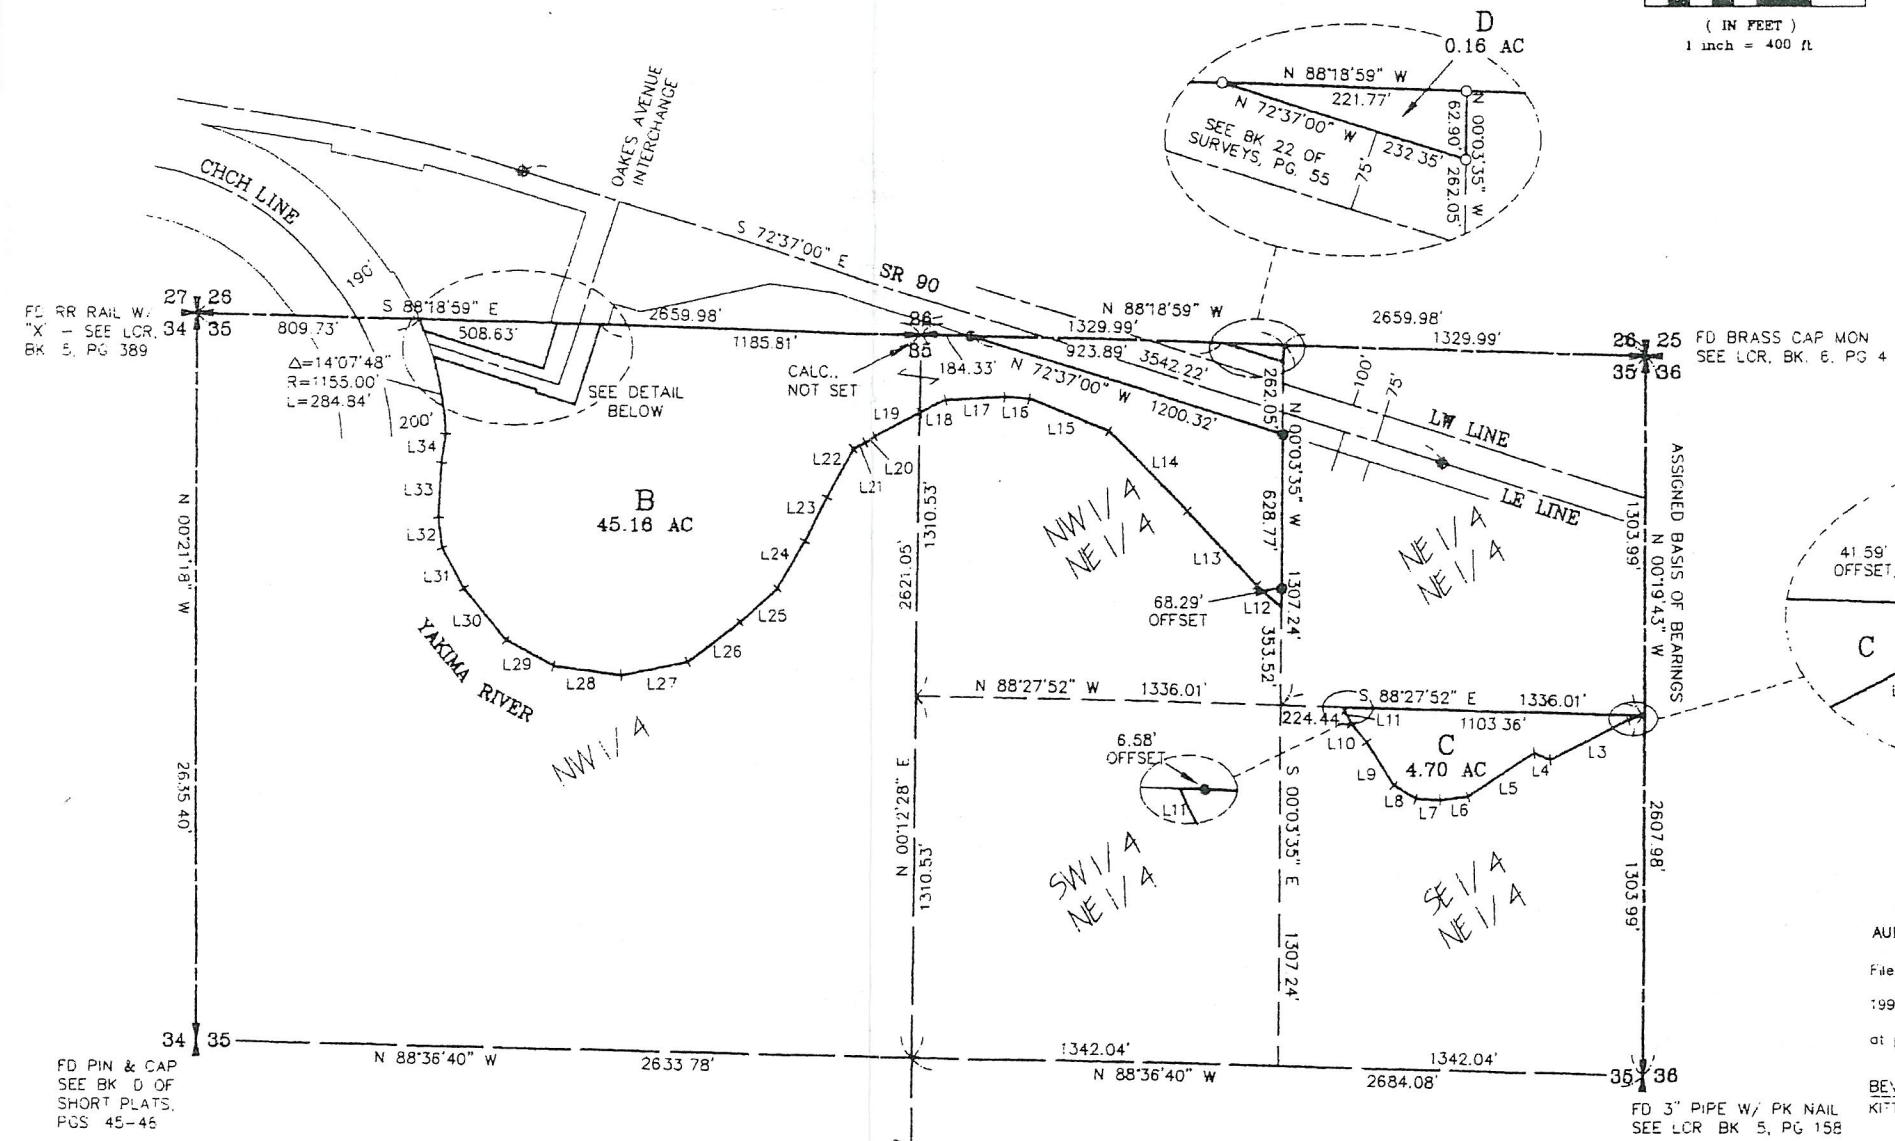 ( IN FEET )
1 inch = 400 ft
D
0.16 AC
N 88°18'59" W
221.77'
N 72°37'00" W
232.35'
SEE BK 22 OF
SURVEYS, PG. 55
75'
62.90'
N 00°03'35" W
262.05'
OAKES AVENUE
INTERCHANGE
CHCH LINE
190'
S 72°37'00" E
SR 90
27 26
34 35
FD RR RAIL W/
"X" - SEE LCR,
BK 5, PG 389
S 88°18'59" E
809.73'
508.63'
2659.98'
1185.81'
Δ=14°07'48"
R=1155.00'
L=284.84'
200'
SEE DETAIL
BELOW
26
35
CALC.,
NOT SET
184.33'
N 88°18'59" W
1329.99'
923.89'
3542.22'
N 72°37'00" W
1200.32'
2659.98'
1329.99'
26 25
35 36
FD BRASS CAP MON
SEE LCR, BK. 6, PG 4
100'
75'
LW LINE
LE LINE
262.05'
N 00°03'35" W
628.77'
1307.24'
353.52'
ASSIGNED BASIS OF BEARINGS
N 00°19'43" W
1303.99'
L34
L33
L32
L31
L30
L29
L28
L27
L26
L25
L24
L23
L22
L21
L20
L19
L18
L17
L16
L15
L14
L13
L12
B
45.16 AC
YAKIMA RIVER
NW 1/4
NW 1/4
NE 1/4
NE 1/4
NE 1/4
68.29'
OFFSET
N 00°21'18" W
2635.40'
2621.05'
1310.53'
N 00°12'28" E
1310.53'
N 88°27'52" W
1336.01'
S 88°27'52" E
1336.01'
224.44'
L11
1103.36'
L10
L9
L8
L7
L6
L5
L4
L3
C
4.70 AC
6.58'
OFFSET
L11
41.59'
OFFSET
C
S 00°03'35" E
1307.24'
2607.98'
1303.99'
SW 1/4
NE 1/4
SE 1/4
NE 1/4
34 35
FD PIN & CAP
SEE BK D OF
SHORT PLATS,
PGS 45-46
N 88°36'40" W
2633.78'
1342.04'
N 88°36'40" W
1342.04'
2684.08'
35 36
FD 3" PIPE W/ PK NAIL
SEE LCR BK 5, PG 158
File
199
at